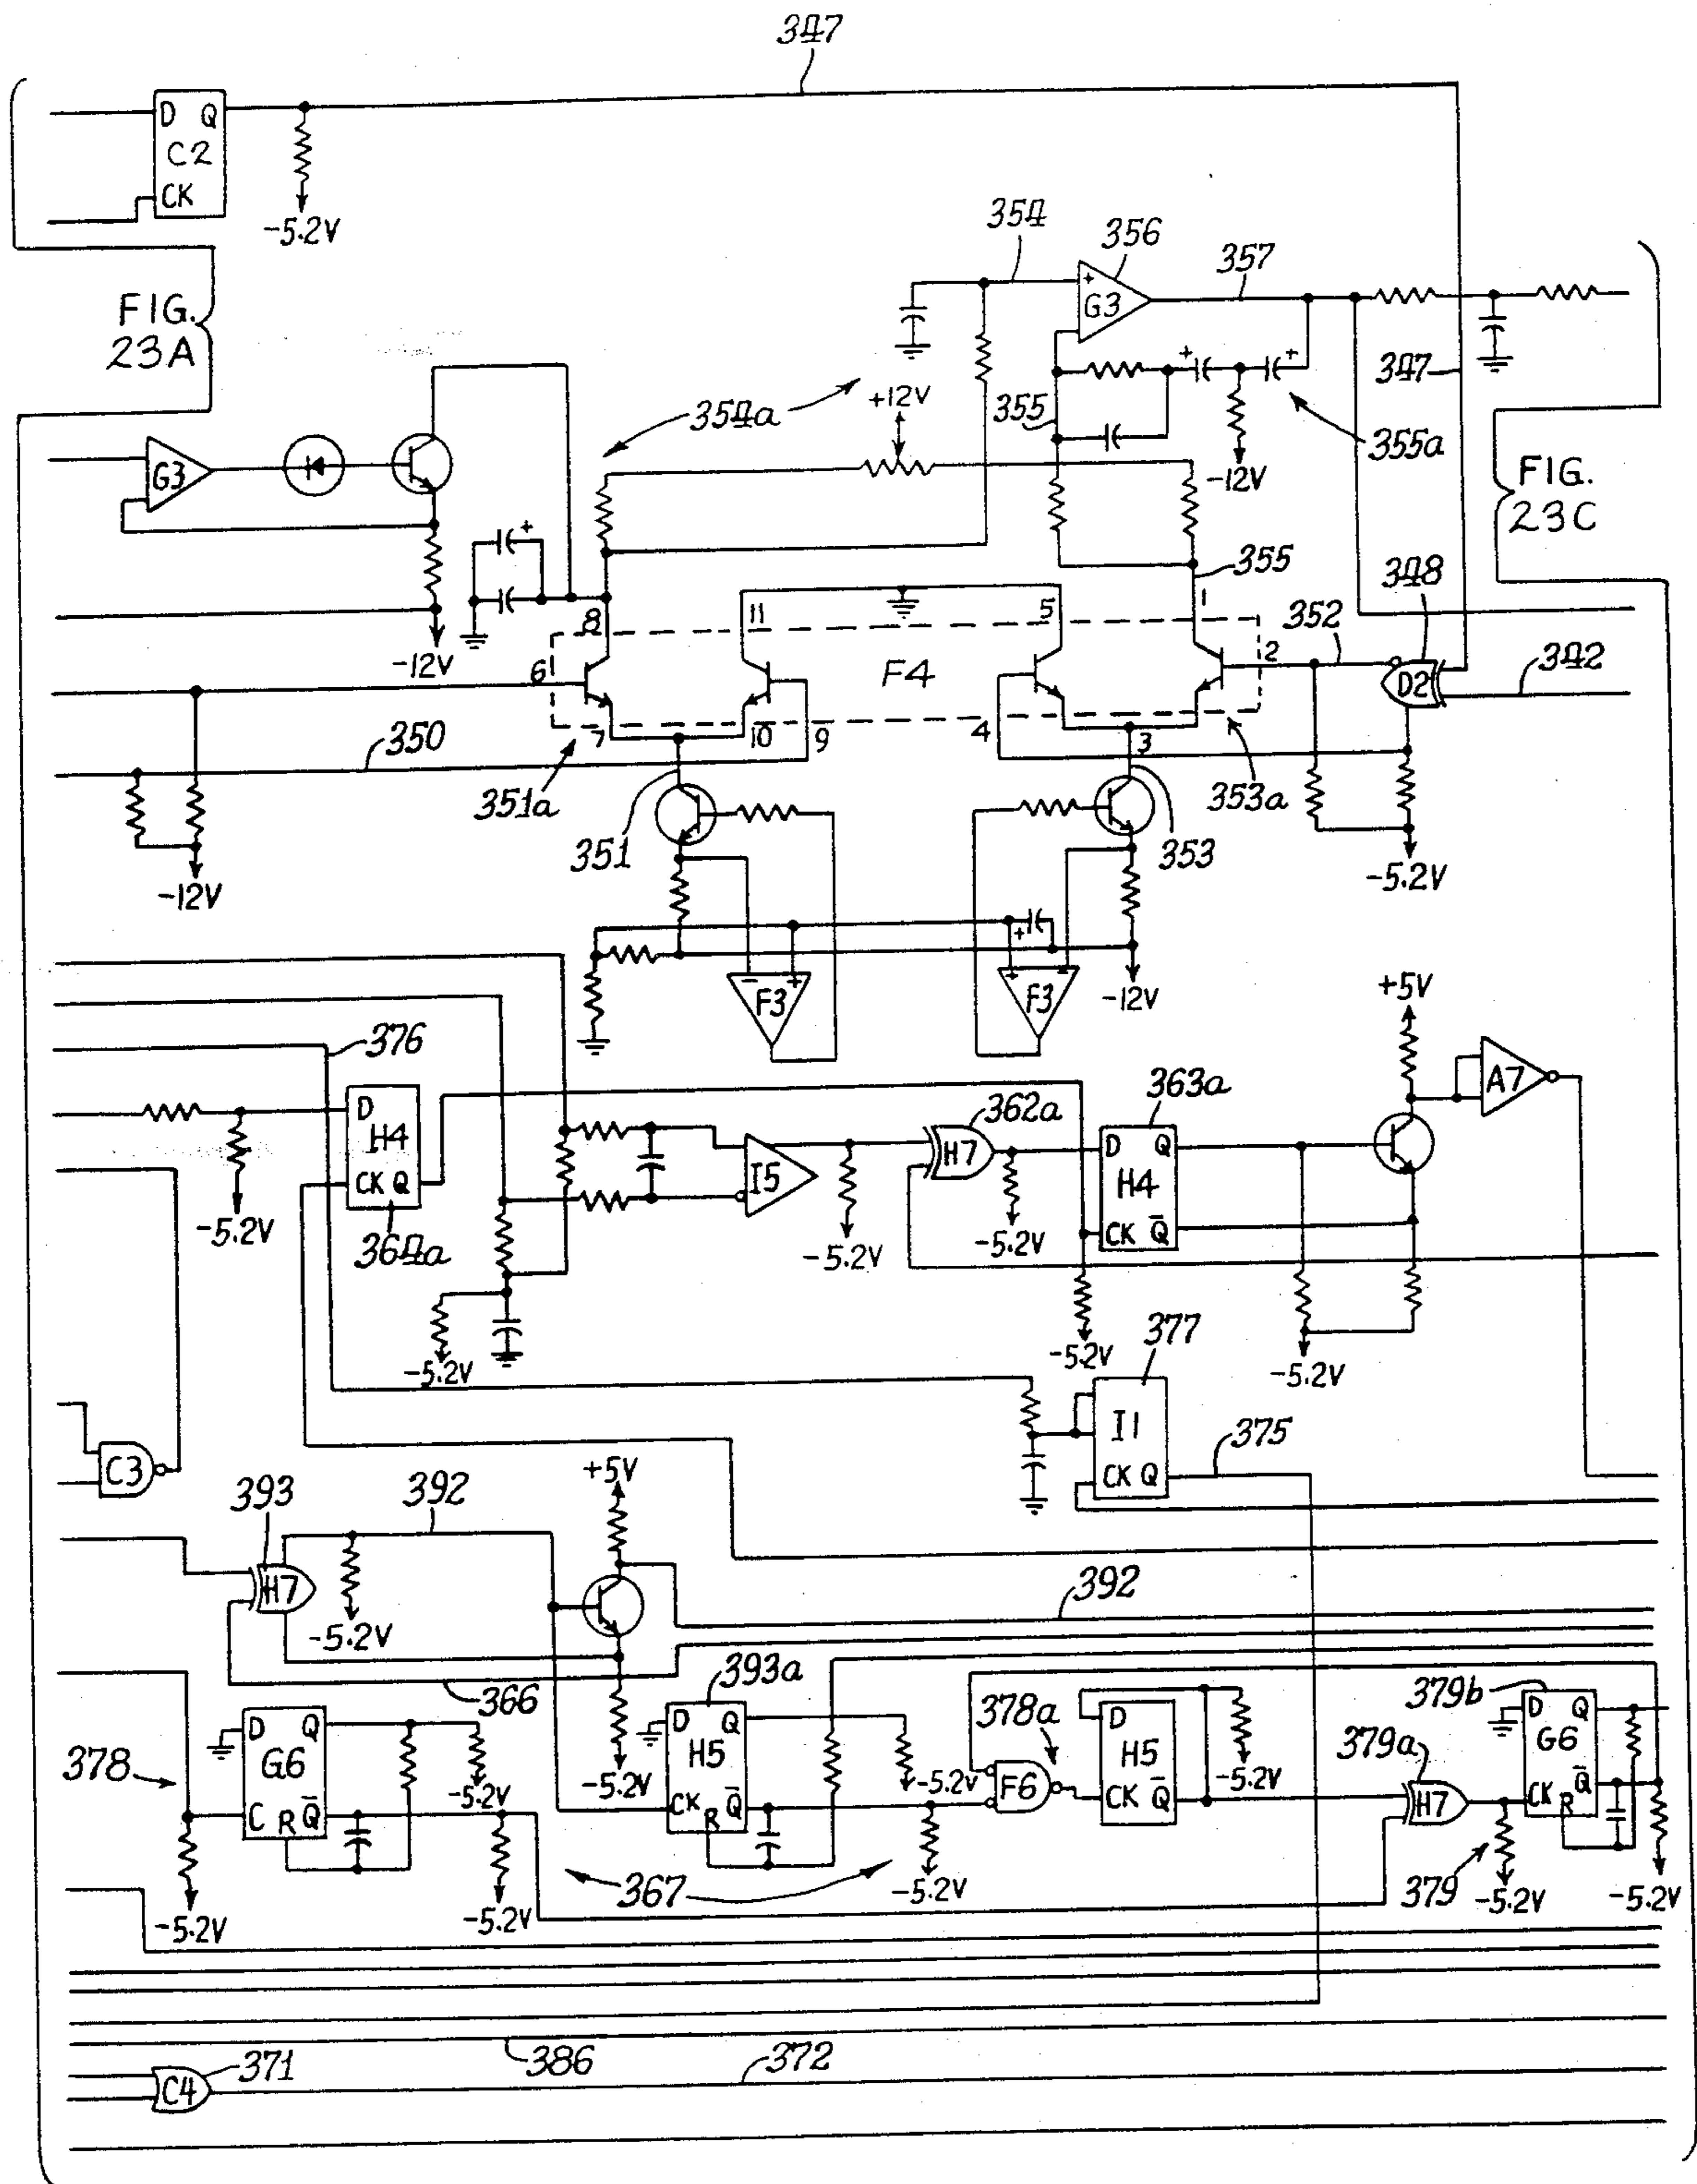 347
D Q
C2
CK
-5.2V
FIG.
23A
354
356
357
+
G3
347
354a
+12V
355
+
+
355a
-12V
G3
+
-12V
FIG.
23C
355
348
8
11
5
1
352
342
6
F4
2
D2
7
10
9
4
3
350
351a
353a
351
353
-12V
-5.2V
+
- +
F3
+ -
F3
-12V
+5V
376
A7
D
H4
CK Q
364a
-5.2V
I5
-5.2V
362a
H7
-5.2V
363a
D Q
H4
CK Q̅
-5.2V
-5.2V
-5.2V
377
I1
CK Q
375
C3
393
392
+5V
H7
-5.2V
392
366
-5.2V
393a
378
D Q
G6
C R Q̅
-5.2V
-5.2V
-5.2V
D Q
H5
CK R Q̅
-5.2V
-5.2V
367
378a
F6
D
H5
CK Q̅
-5.2V
379a
H7
379b
D Q
G6
CK R Q̅
379
-5.2V
-5.2V
386
371
C4
372